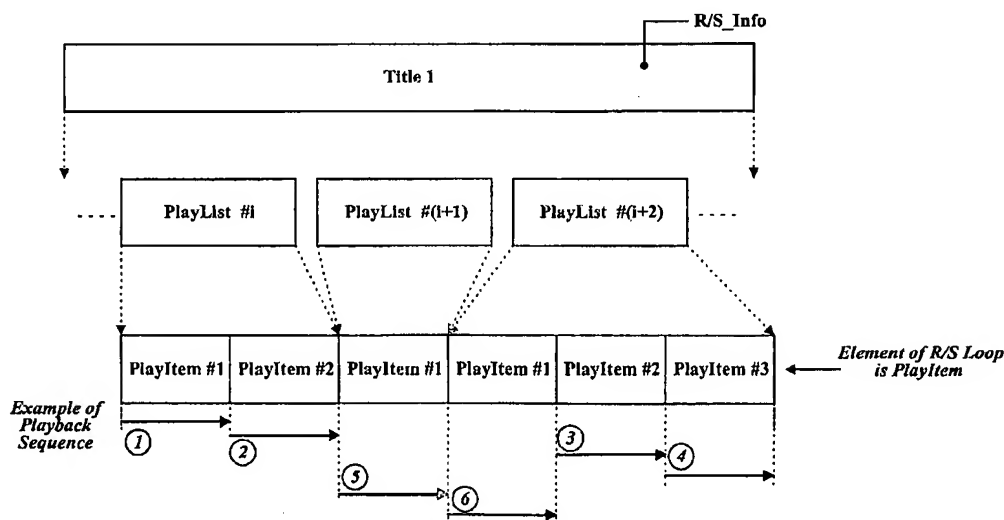 R/S_Info
Title 1
PlayList #i
PlayList #(i+1)
PlayList #(i+2)
PlayItem #1
PlayItem #2
PlayItem #1
PlayItem #1
PlayItem #2
PlayItem #3
Element of R/S Loop
is PlayItem
Example of
Playback
Sequence
1
2
3
4
5
6